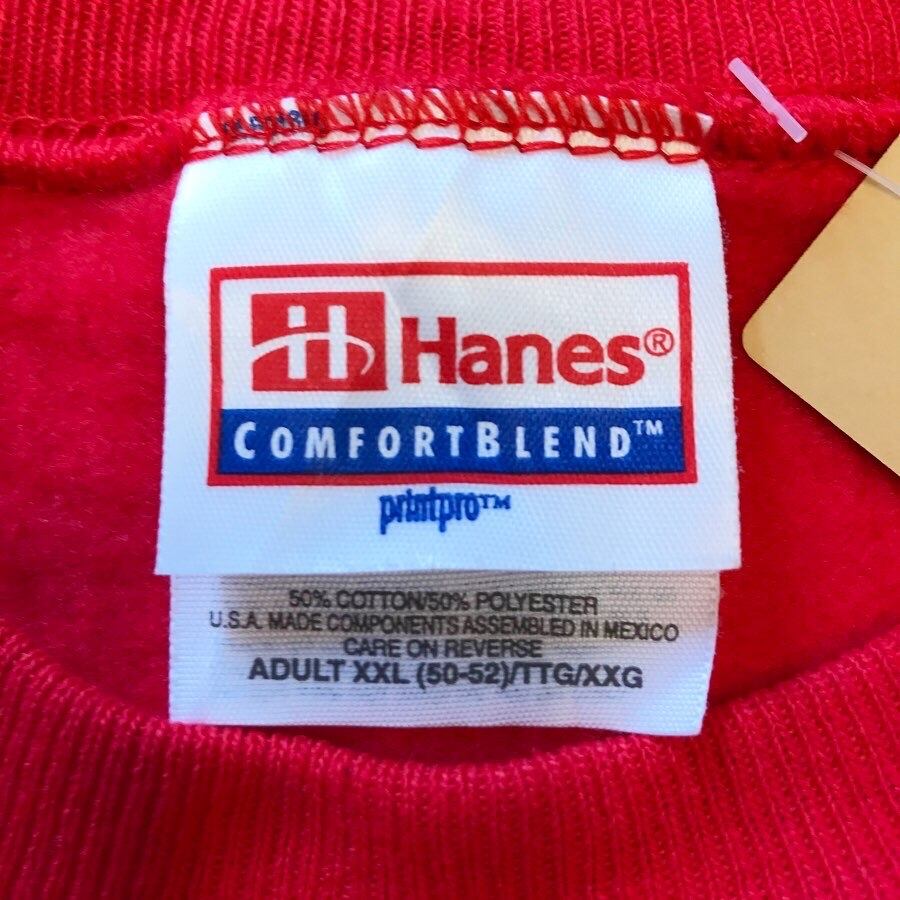 H Hanes®
COMFORTBLEND™
printpro™
50% COTTON/50% POLYESTER
U.S.A. MADE COMPONENTS ASSEMBLED IN MEXICO
CARE ON REVERSE
ADULT XXL (50-52)/TTG/XXG